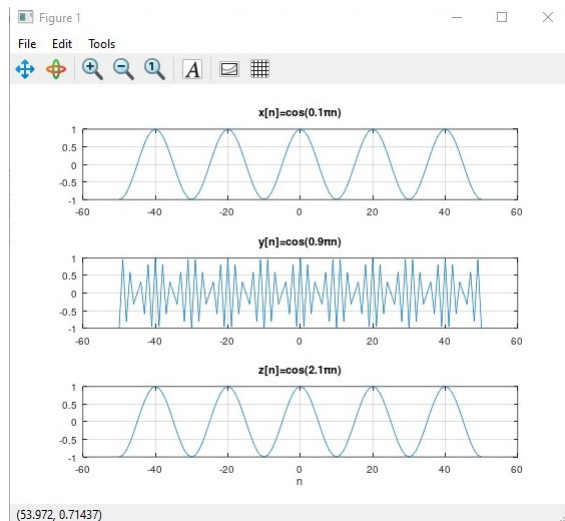 Figure 1
File Edit Tools
1 A
x[n]=cos(0.1πn)
1
0.5
0
-0.5
-1
-60 -40 -20 0 20 40 60
y[n]=cos(0.9πn)
1
0.5
0
-0.5
-1
-60 -40 -20 0 20 40 60
z[n]=cos(2.1πn)
1
0.5
0
-0.5
-1
-60 -40 -20 0 20 40 60
n
(53.972, 0.71437)